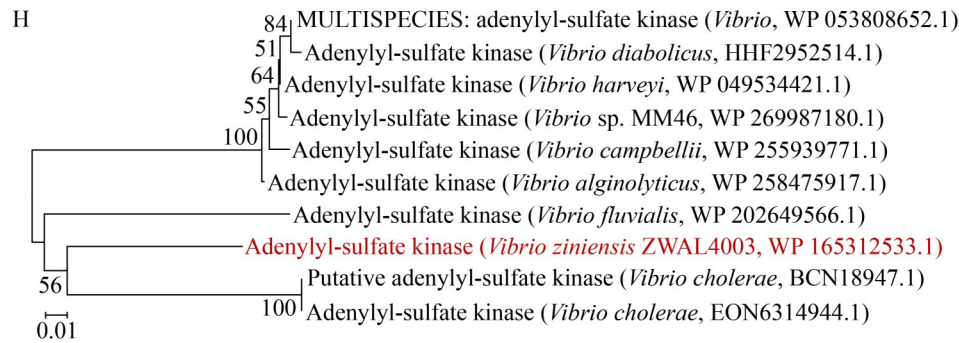 H
84 MULTISPECIES: adenylyl-sulfate kinase (Vibrio, WP 053808652.1)
51 Adenylyl-sulfate kinase (Vibrio diabolicus, HHF2952514.1)
64 Adenylyl-sulfate kinase (Vibrio harveyi, WP 049534421.1)
55 Adenylyl-sulfate kinase (Vibrio sp. MM46, WP 269987180.1)
100 Adenylyl-sulfate kinase (Vibrio campbellii, WP 255939771.1)
Adenylyl-sulfate kinase (Vibrio alginolyticus, WP 258475917.1)
Adenylyl-sulfate kinase (Vibrio fluvialis, WP 202649566.1)
Adenylyl-sulfate kinase (Vibrio ziniensis ZWAL4003, WP 165312533.1)
56 Putative adenylyl-sulfate kinase (Vibrio cholerae, BCN18947.1)
100 Adenylyl-sulfate kinase (Vibrio cholerae, EON6314944.1)
0.01